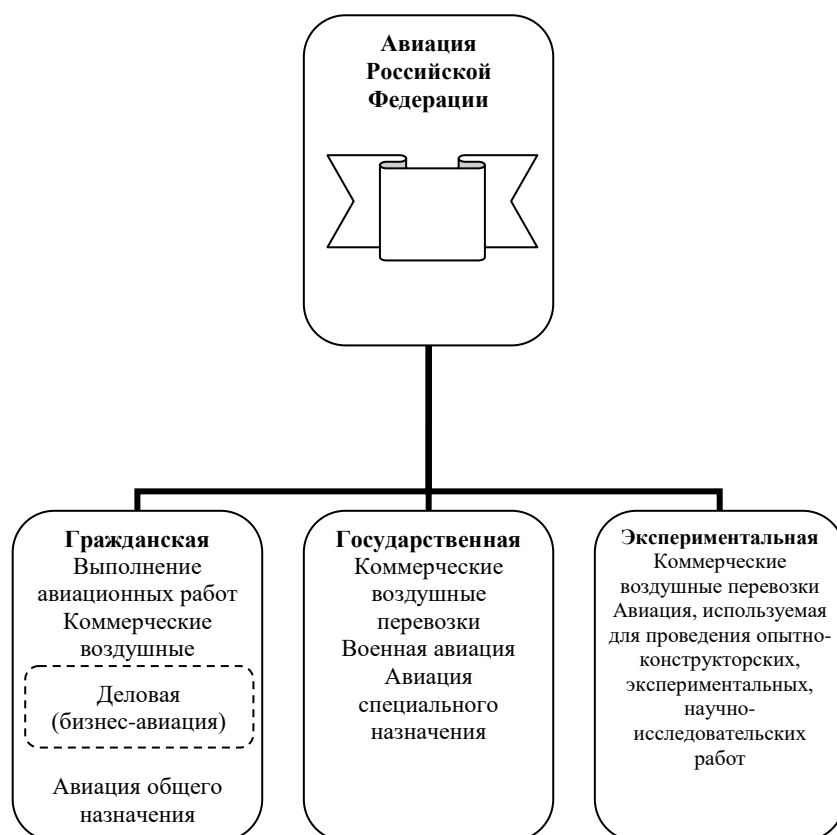 Авиация
Российской
Федерации
Гражданская
Выполнение
авиационных работ
Коммерческие
воздушные
Деловая
(бизнес-авиация)
Авиация общего
назначения
Государственная
Коммерческие
воздушные
перевозки
Военная авиация
Авиация
специального
назначения
Экспериментальная
Коммерческие
воздушные перевозки
Авиация, используемая
для проведения опытно-
конструкторских,
экспериментальных,
научно-
исследовательских
работ